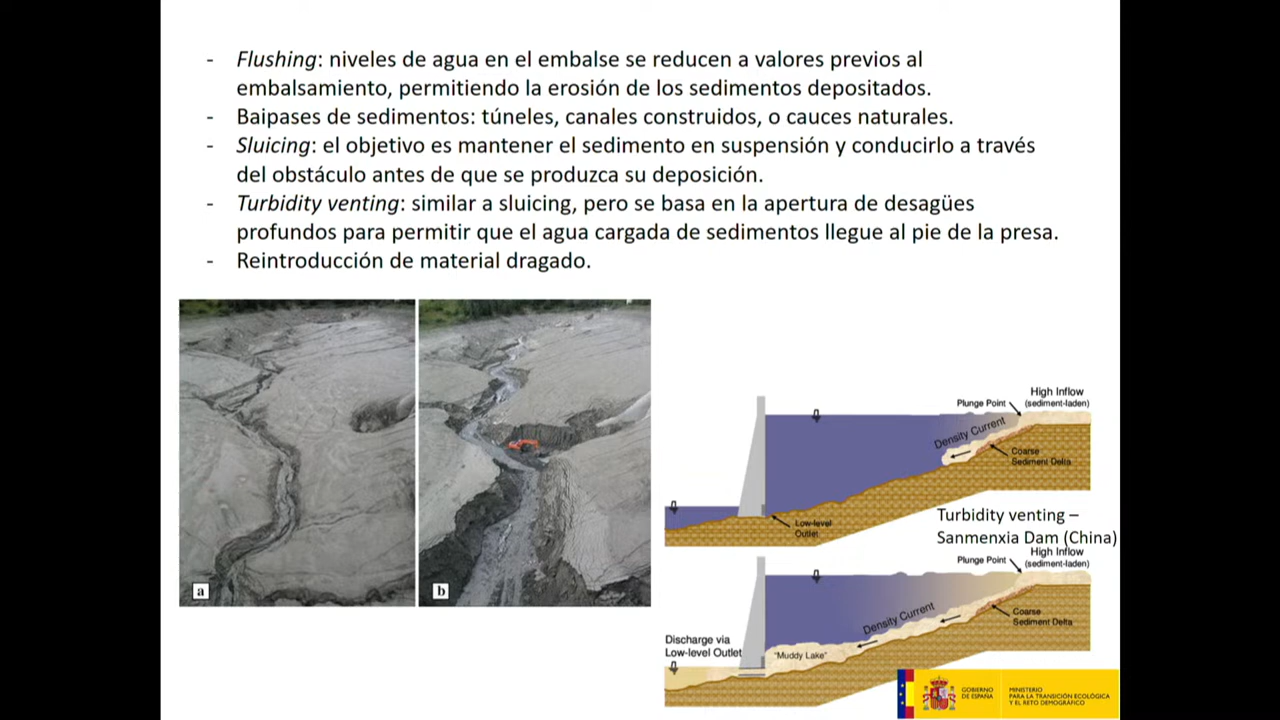 - Flushing: niveles de agua en el embalse se reducen a valores previos al
embalsamiento, permitiendo la erosión de los sedimentos depositados.
- Baipases de sedimentos: túneles, canales construidos, o cauces naturales.
- Sluicing: el objetivo es mantener el sedimento en suspensión y conducirlo a través
del obstáculo antes de que se produzca su deposición.
- Turbidity venting: similar a sluicing, pero se basa en la apertura de desagües
profundos para permitir que el agua cargada de sedimentos llegue al pie de la presa.
- Reintroducción de material dragado.
a
b
High Inflow
(sediment-laden)
Plunge Point
Density Current
Coarse
Sediment Delta
Low-level
Outlet
Turbidity venting –
Sanmenxia Dam (China)
High Inflow
(sediment-laden)
Plunge Point
Density Current
Coarse
Sediment Delta
Discharge via
Low-level Outlet
"Muddy Lake"
GOBIERNO
DE ESPAÑA
MINISTERIO
PARA LA TRANSICIÓN ECOLÓGICA
Y EL RETO DEMOGRÁFICO